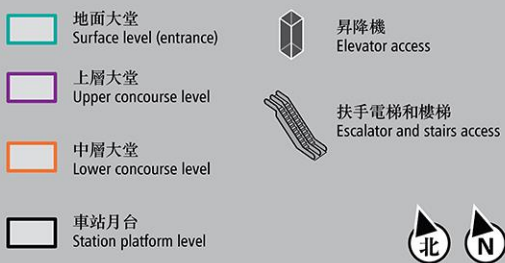 地面大堂
Surface level (entrance)
上層大堂
Upper concourse level
中層大堂
Lower concourse level
車站月台
Station platform level
昇降機
Elevator access
扶手電梯和樓梯
Escalator and stairs access
北
N